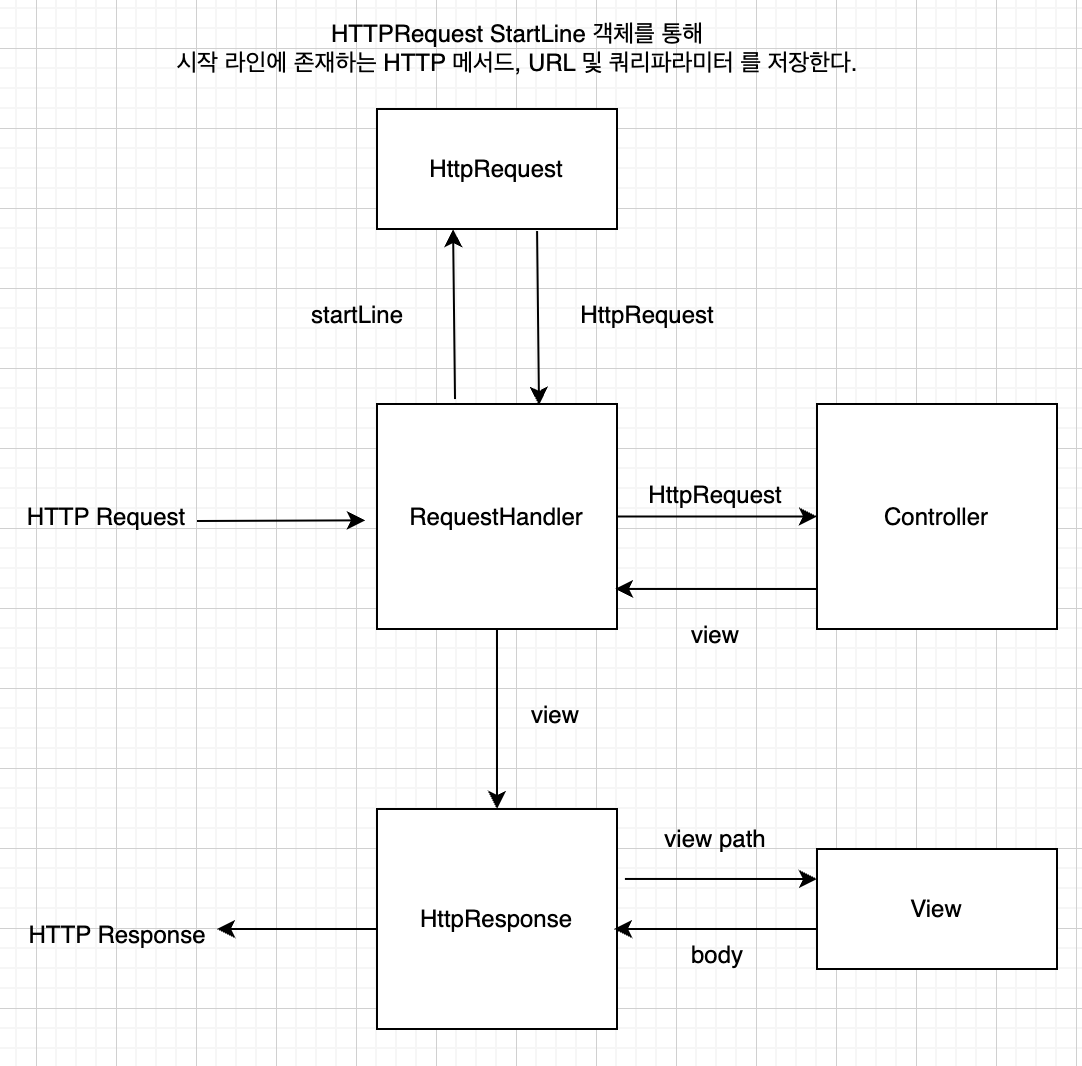 HTTPRequest StartLine 객체를 통해
시작 라인에 존재하는 HTTP 메서드, URL 및 쿼리파라미터 를 저장한다.
HttpRequest
startLine
HttpRequest
HTTP Request
RequestHandler
HttpRequest
Controller
view
view
view path
HttpResponse
View
HTTP Response
body